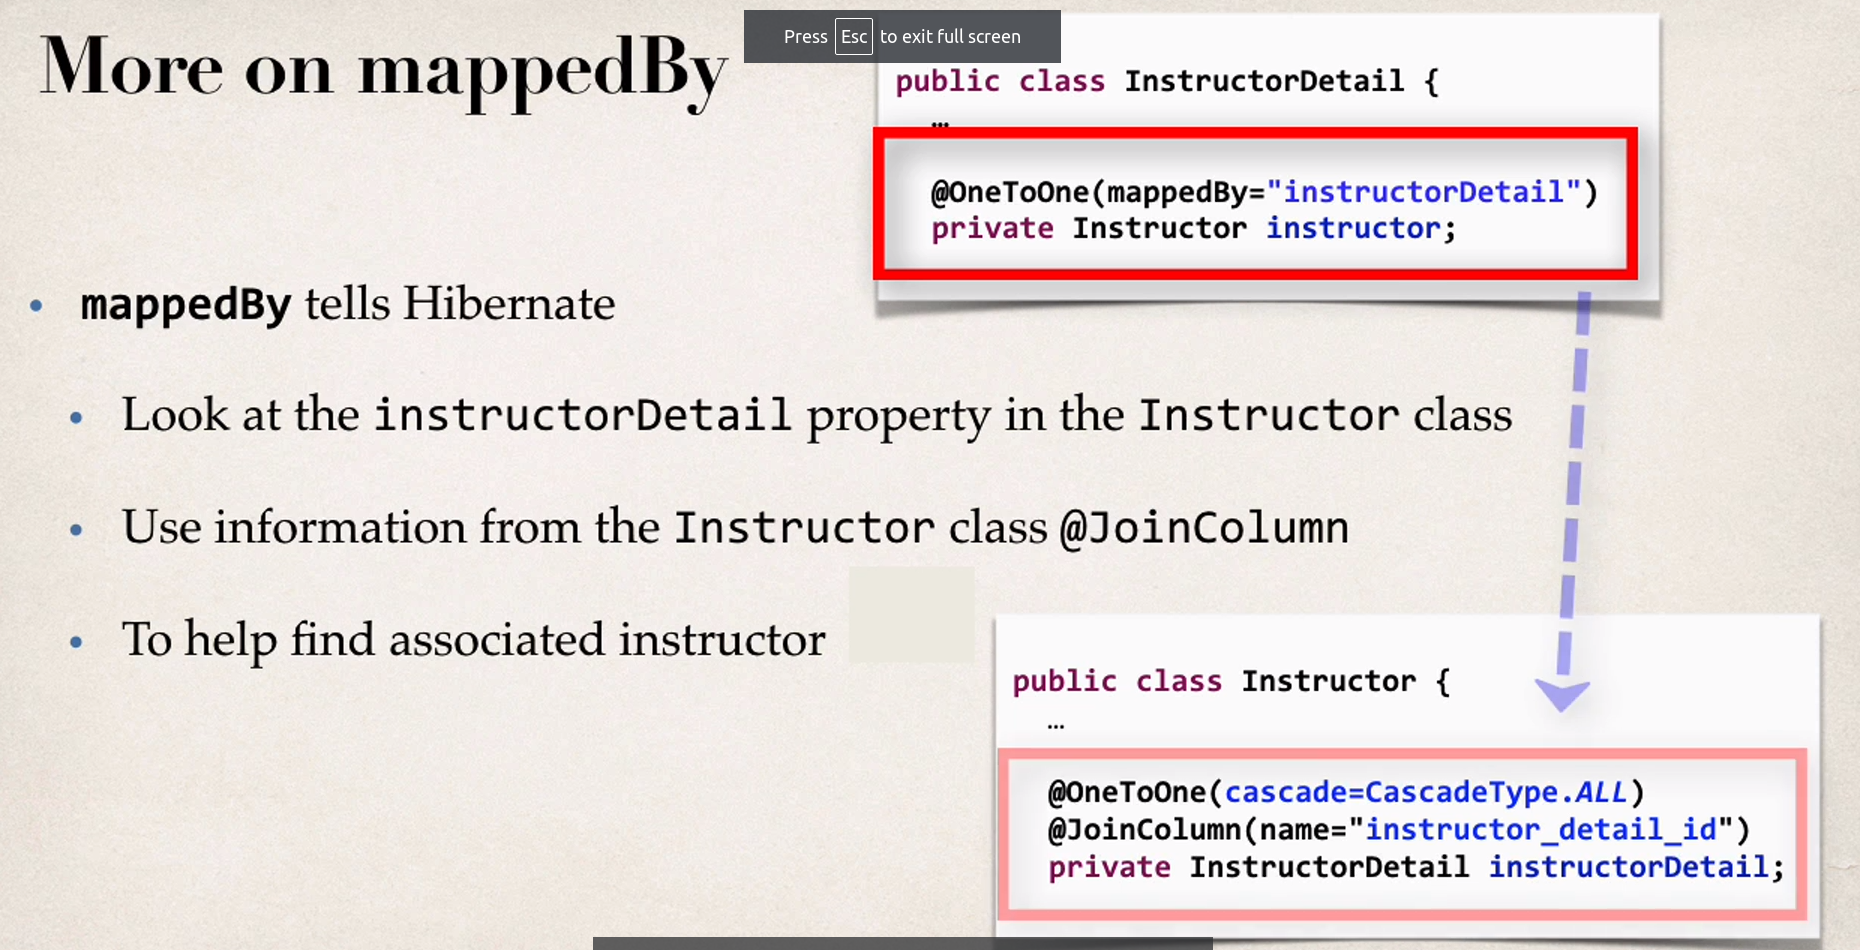 Press Esc to exit full screen
More on mappedBy
public class InstructorDetail {
…
@OneToOne(mappedBy="instructorDetail")
private Instructor instructor;
• mappedBy tells Hibernate
• Look at the instructorDetail property in the Instructor class
• Use information from the Instructor class @JoinColumn
• To help find associated instructor
public class Instructor {
…
@OneToOne(cascade=CascadeType.ALL)
@JoinColumn(name="instructor_detail_id")
private InstructorDetail instructorDetail;